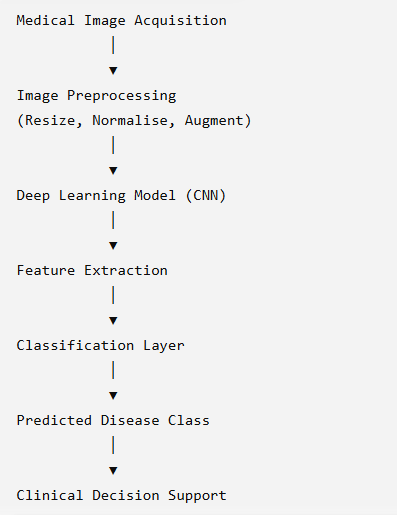 Medical Image Acquisition
│
▼
Image Preprocessing
(Resize, Normalise, Augment)
│
▼
Deep Learning Model (CNN)
│
▼
Feature Extraction
│
▼
Classification Layer
│
▼
Predicted Disease Class
│
▼
Clinical Decision Support